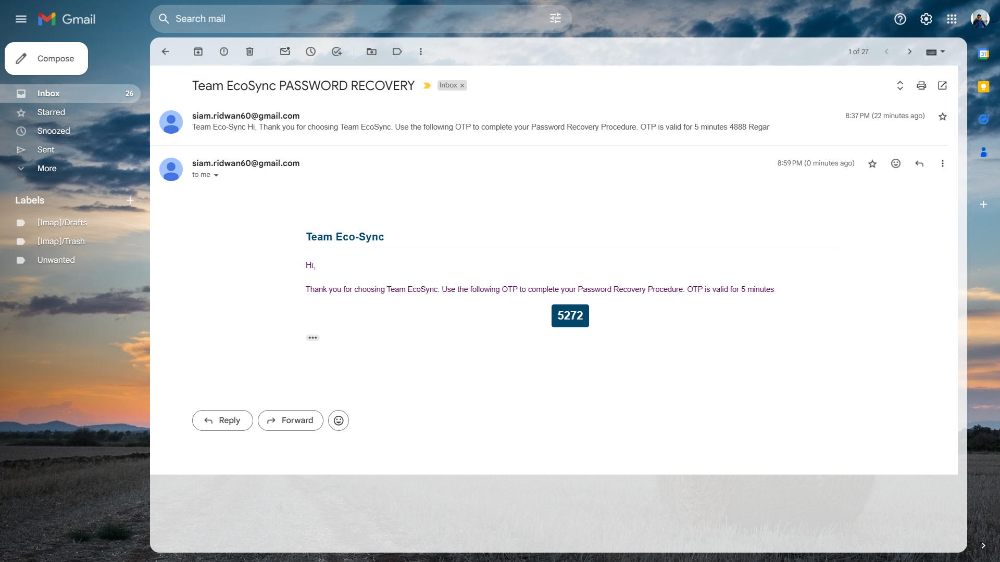 Gmail
Search mail
Compose
1 of 27
31
Inbox 26
Starred
Snoozed
Sent
More
Labels
[Imap]/Drafts
[Imap]/Trash
Unwanted
Team EcoSync PASSWORD RECOVERY
Inbox ×
siam.ridwan60@gmail.com
8:37 PM (22 minutes ago)
Team Eco-Sync Hi, Thank you for choosing Team EcoSync. Use the following OTP to complete your Password Recovery Procedure. OTP is valid for 5 minutes 4888 Regar
siam.ridwan60@gmail.com
8:59 PM (0 minutes ago)
to me
Team Eco-Sync
Hi,
Thank you for choosing Team EcoSync. Use the following OTP to complete your Password Recovery Procedure. OTP is valid for 5 minutes
5272
Reply
Forward